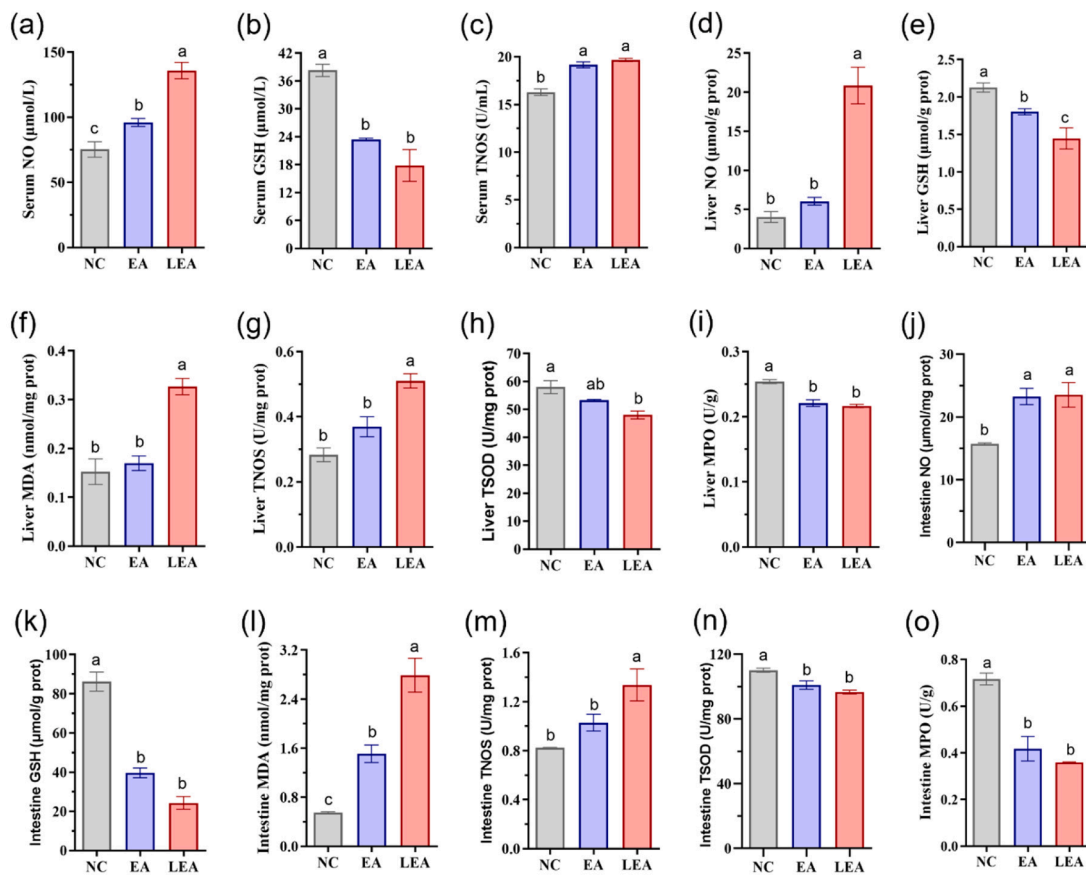 (a)
Serum NO (μmol/L)
150
100
75
50
0
c
b
a
NC EA LEA
(b)
Serum GSH (μmol/L)
42
36
30
24
18
12
6
0
a
b
b
NC EA LEA
(c)
Serum TNOS (U/mL)
20
15
10
5
0
b
a
a
NC EA LEA
(d)
Liver NO (μmol/g prot)
25
20
15
10
5
0
b
b
a
NC EA LEA
(e)
Liver GSH (μmol/g prot)
2.5
2.0
1.5
1.0
0.5
0.0
a
b
c
NC EA LEA
(f)
Liver MDA (nmol/mg prot)
0.4
0.3
0.2
0.1
0.0
b
b
a
NC EA LEA
(g)
Liver TNOS (U/mg prot)
0.6
0.4
0.2
0.0
b
b
a
NC EA LEA
(h)
Liver TSOD (U/mg prot)
70
60
50
40
30
20
10
0
a
ab
b
NC EA LEA
(i)
Liver MPO (U/g)
0.3
0.2
0.1
0.0
a
b
b
NC EA LEA
(j)
Intestine NO (μmol/mg prot)
30
20
10
0
b
a
a
NC EA LEA
(k)
Intestine GSH (μmol/g prot)
100
80
60
40
20
0
a
b
b
NC EA LEA
(l)
Intestine MDA (nmol/mg prot)
3.2
2.4
1.6
0.8
0.0
c
b
a
NC EA LEA
(m)
Intestine TNOS (U/mg prot)
1.6
1.2
0.8
0.4
0.0
b
b
a
NC EA LEA
(n)
Intestine TSOD (U/mg prot)
120
90
60
30
0
a
b
b
NC EA LEA
(o)
Intestine MPO (U/g)
0.8
0.6
0.4
0.2
0.0
a
b
b
NC EA LEA